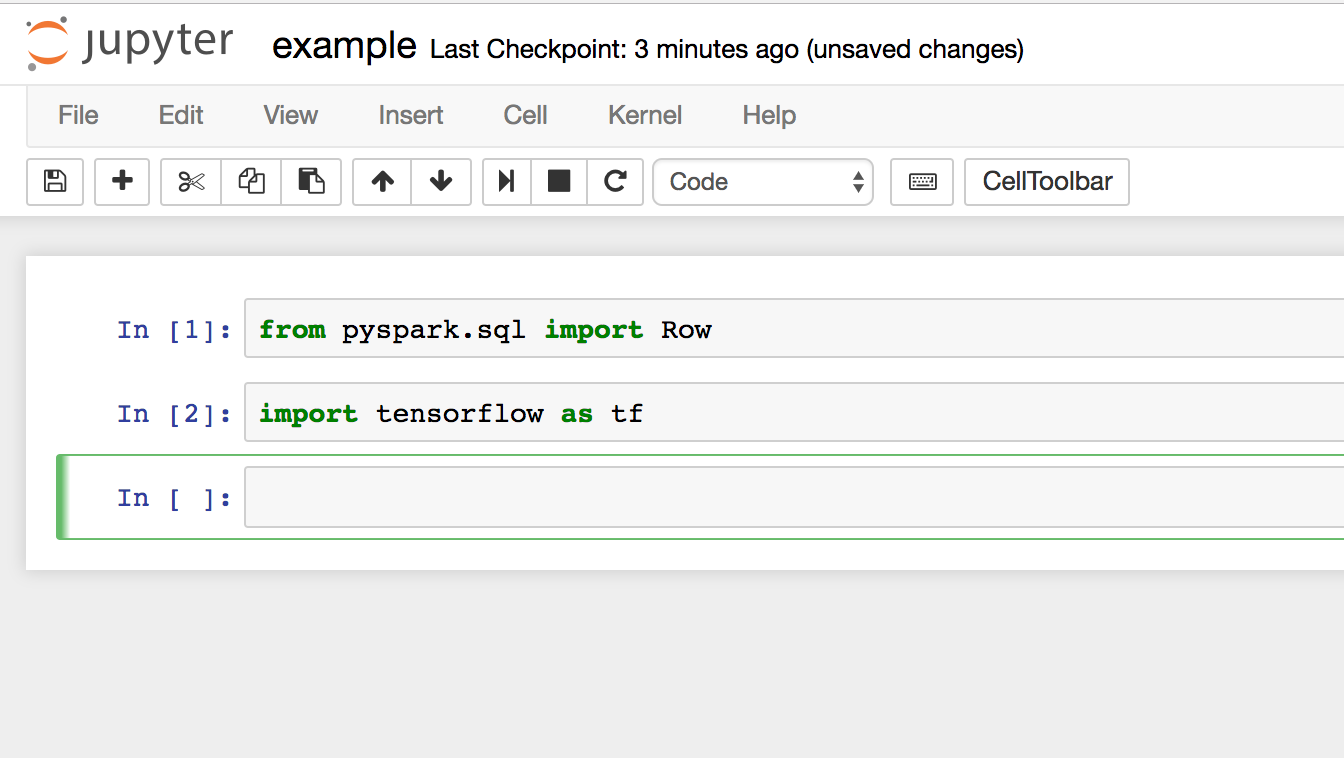 jupyter example Last Checkpoint: 3 minutes ago (unsaved changes)
File Edit View Insert Cell Kernel Help
Code CellToolbar
In [1]: from pyspark.sql import Row
In [2]: import tensorflow as tf
In [ ]: